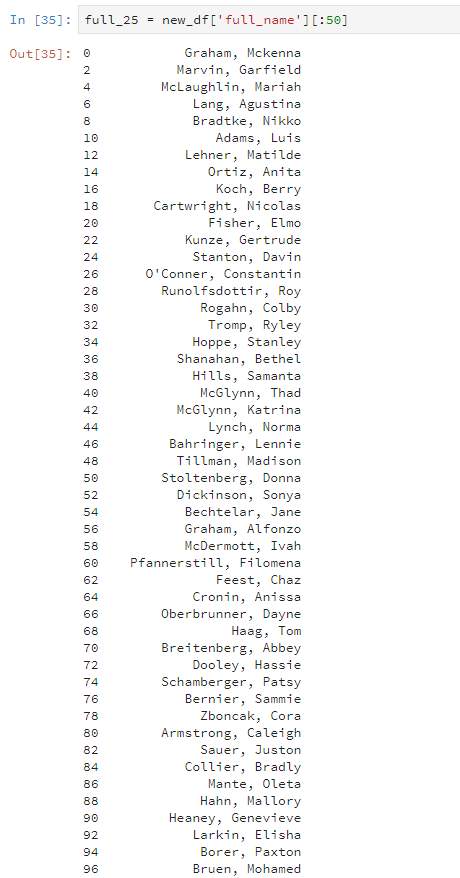 In [35]: full_25 = new_df['full_name'][:50]
Out[35]: 0 Graham, Mckenna
2 Marvin, Garfield
4 McLaughlin, Mariah
6 Lang, Agustina
8 Bradtke, Nikko
10 Adams, Luis
12 Lehner, Matilde
14 Ortiz, Anita
16 Koch, Berry
18 Cartwright, Nicolas
20 Fisher, Elmo
22 Kunze, Gertrude
24 Stanton, Davin
26 O'Conner, Constantin
28 Runolfsdottir, Roy
30 Rogahn, Colby
32 Tromp, Ryley
34 Hoppe, Stanley
36 Shanahan, Bethel
38 Hills, Samanta
40 McGlynn, Thad
42 McGlynn, Katrina
44 Lynch, Norma
46 Bahringer, Lennie
48 Tillman, Madison
50 Stoltenberg, Donna
52 Dickinson, Sonya
54 Bechtelar, Jane
56 Graham, Alfonzo
58 McDermott, Ivah
60 Pfannerstill, Filomena
62 Feest, Chaz
64 Cronin, Anissa
66 Oberbrunner, Dayne
68 Haag, Tom
70 Breitenberg, Abbey
72 Dooley, Hassie
74 Schamberger, Patsy
76 Bernier, Sammie
78 Zboncak, Cora
80 Armstrong, Caleigh
82 Sauer, Juston
84 Collier, Bradly
86 Mante, Oleta
88 Hahn, Mallory
90 Heaney, Genevieve
92 Larkin, Elisha
94 Borer, Paxton
96 Bruen, Mohamed